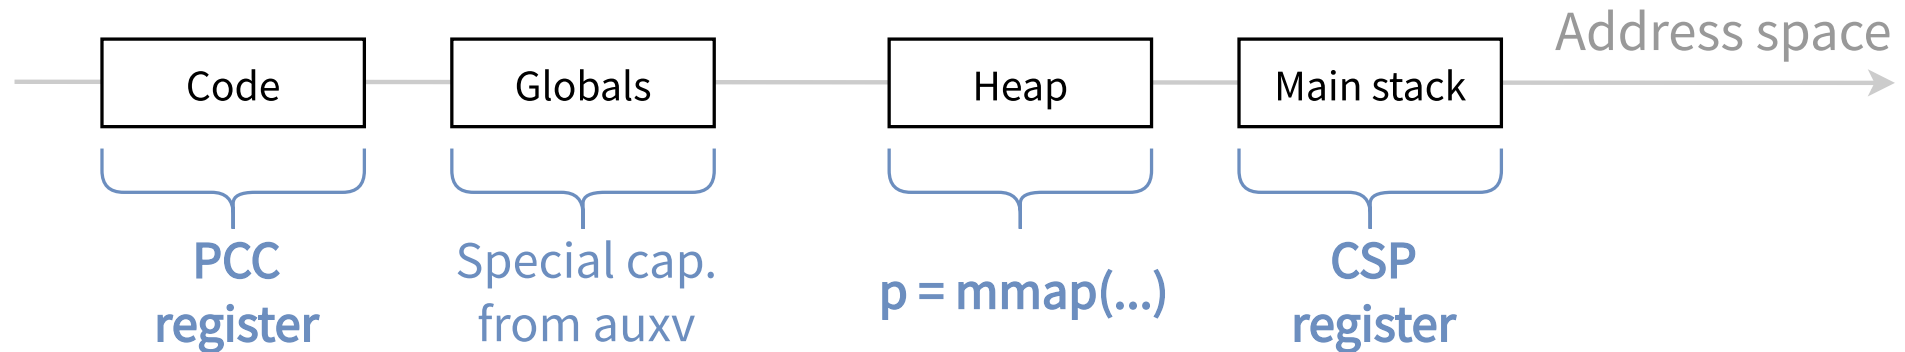 Address space
Code
Globals
Heap
Main stack
PCC
register
Special cap.
from auxv
p = mmap(...)
CSP
register